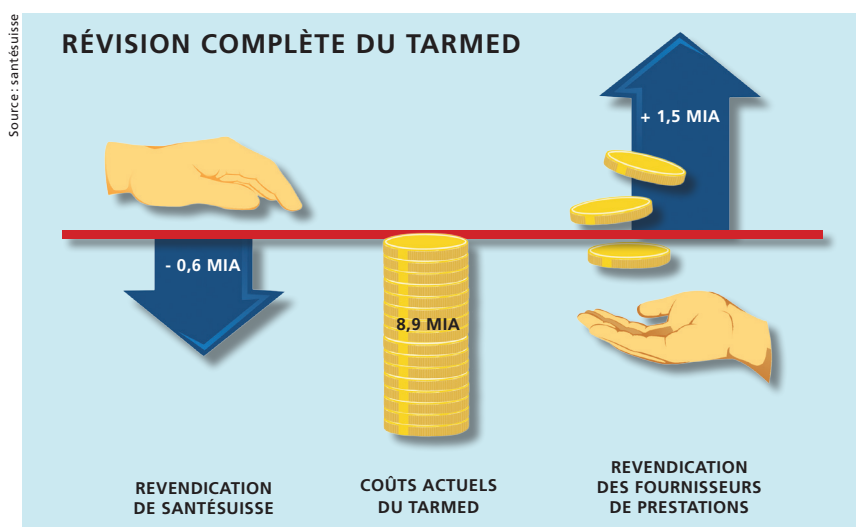 Source: santésuisse
RÉVISION COMPLÈTE DU TARMED
+ 1,5 MIA
- 0,6 MIA
8,9 MIA
REVENDICATION
DE SANTÉSUISSE
COÛTS ACTUELS
DU TARMED
REVENDICATION
DES FOURNISSEURS
DE PRESTATIONS